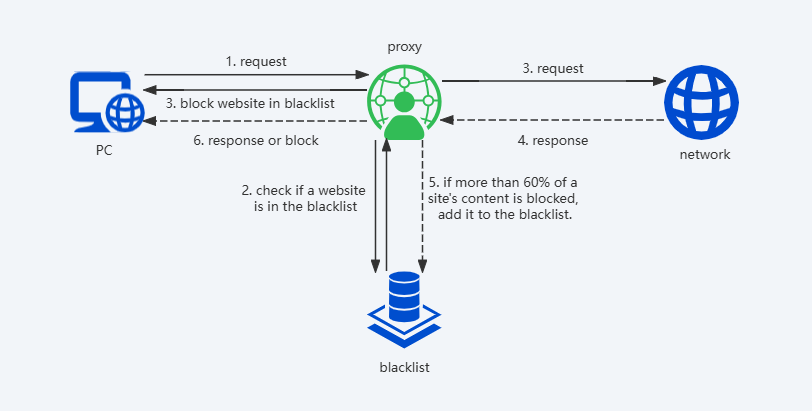 proxy
1. request
3. request
3. block website in blacklist
6. response or block
4. response
PC
network
2. check if a website
is in the blacklist
5. if more than 60% of a
site's content is blocked,
add it to the blacklist.
blacklist